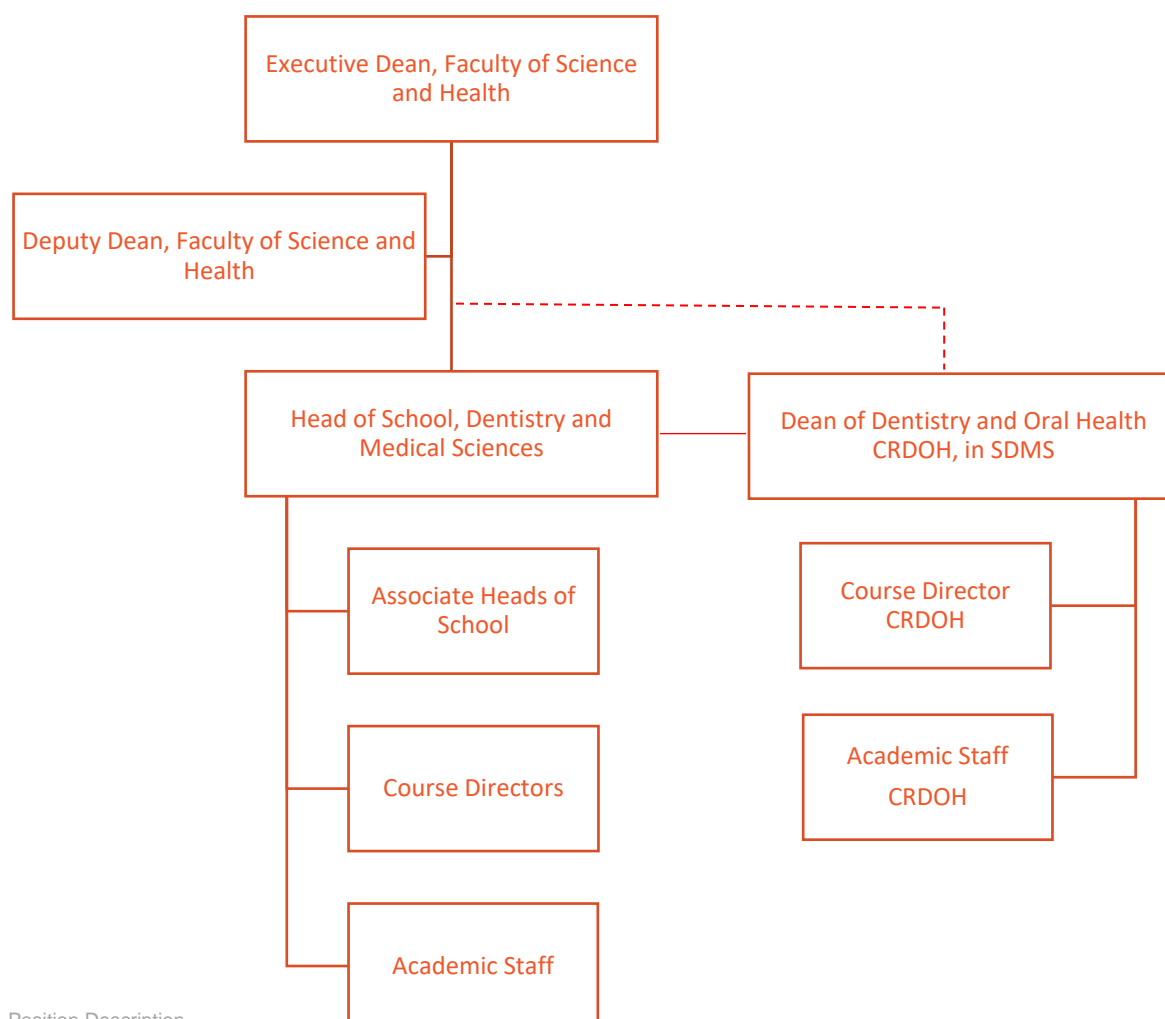 Executive Dean, Faculty of Science
and Health
Deputy Dean, Faculty of Science and
Health
Head of School, Dentistry and
Medical Sciences
Dean of Dentistry and Oral Health
CRDOH, in SDMS
Associate Heads of
School
Course Director
CRDOH
Course Directors
Academic Staff
CRDOH
Academic Staff
Position Description